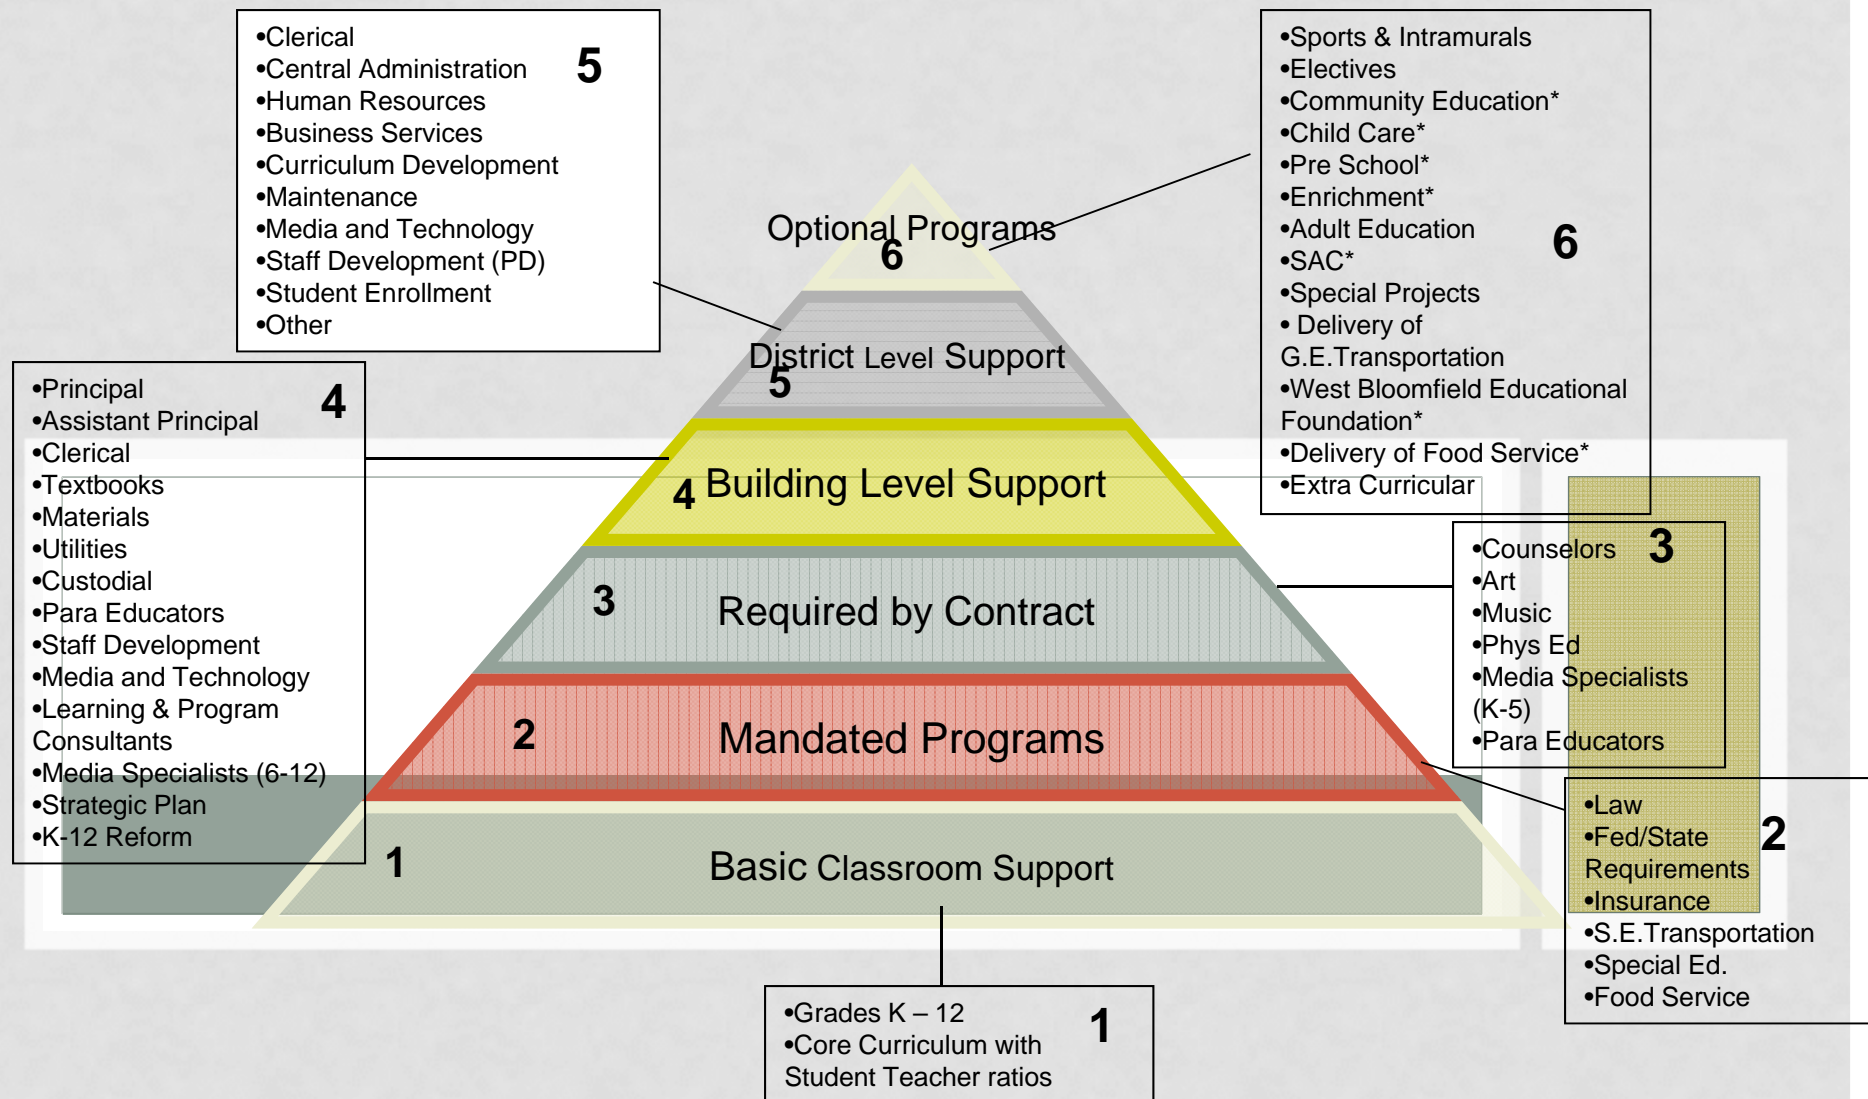 •Clerical
•Central Administration
•Human Resources
•Business Services
•Curriculum Development
•Maintenance
•Media and Technology
•Staff Development (PD)
•Student Enrollment
•Other
5
•Sports & Intramurals
•Electives
•Community Education*
•Child Care*
•Pre School*
•Enrichment*
•Adult Education
•SAC*
•Special Projects
• Delivery of
G.E.Transportation
•West Bloomfield Educational
Foundation*
•Delivery of Food Service*
•Extra Curricular
6
Optional Programs
6
District Level Support
5
•Principal
•Assistant Principal
•Clerical
•Textbooks
•Materials
•Utilities
•Custodial
•Para Educators
•Staff Development
•Media and Technology
•Learning & Program
Consultants
•Media Specialists (6-12)
•Strategic Plan
•K-12 Reform
4
4 Building Level Support
3 Required by Contract
•Counselors
•Art
•Music
•Phys Ed
•Media Specialists
(K-5)
•Para Educators
3
2 Mandated Programs
•Law
•Fed/State
Requirements
•Insurance
•S.E.Transportation
•Special Ed.
•Food Service
2
1 Basic Classroom Support
•Grades K – 12
•Core Curriculum with
Student Teacher ratios
1